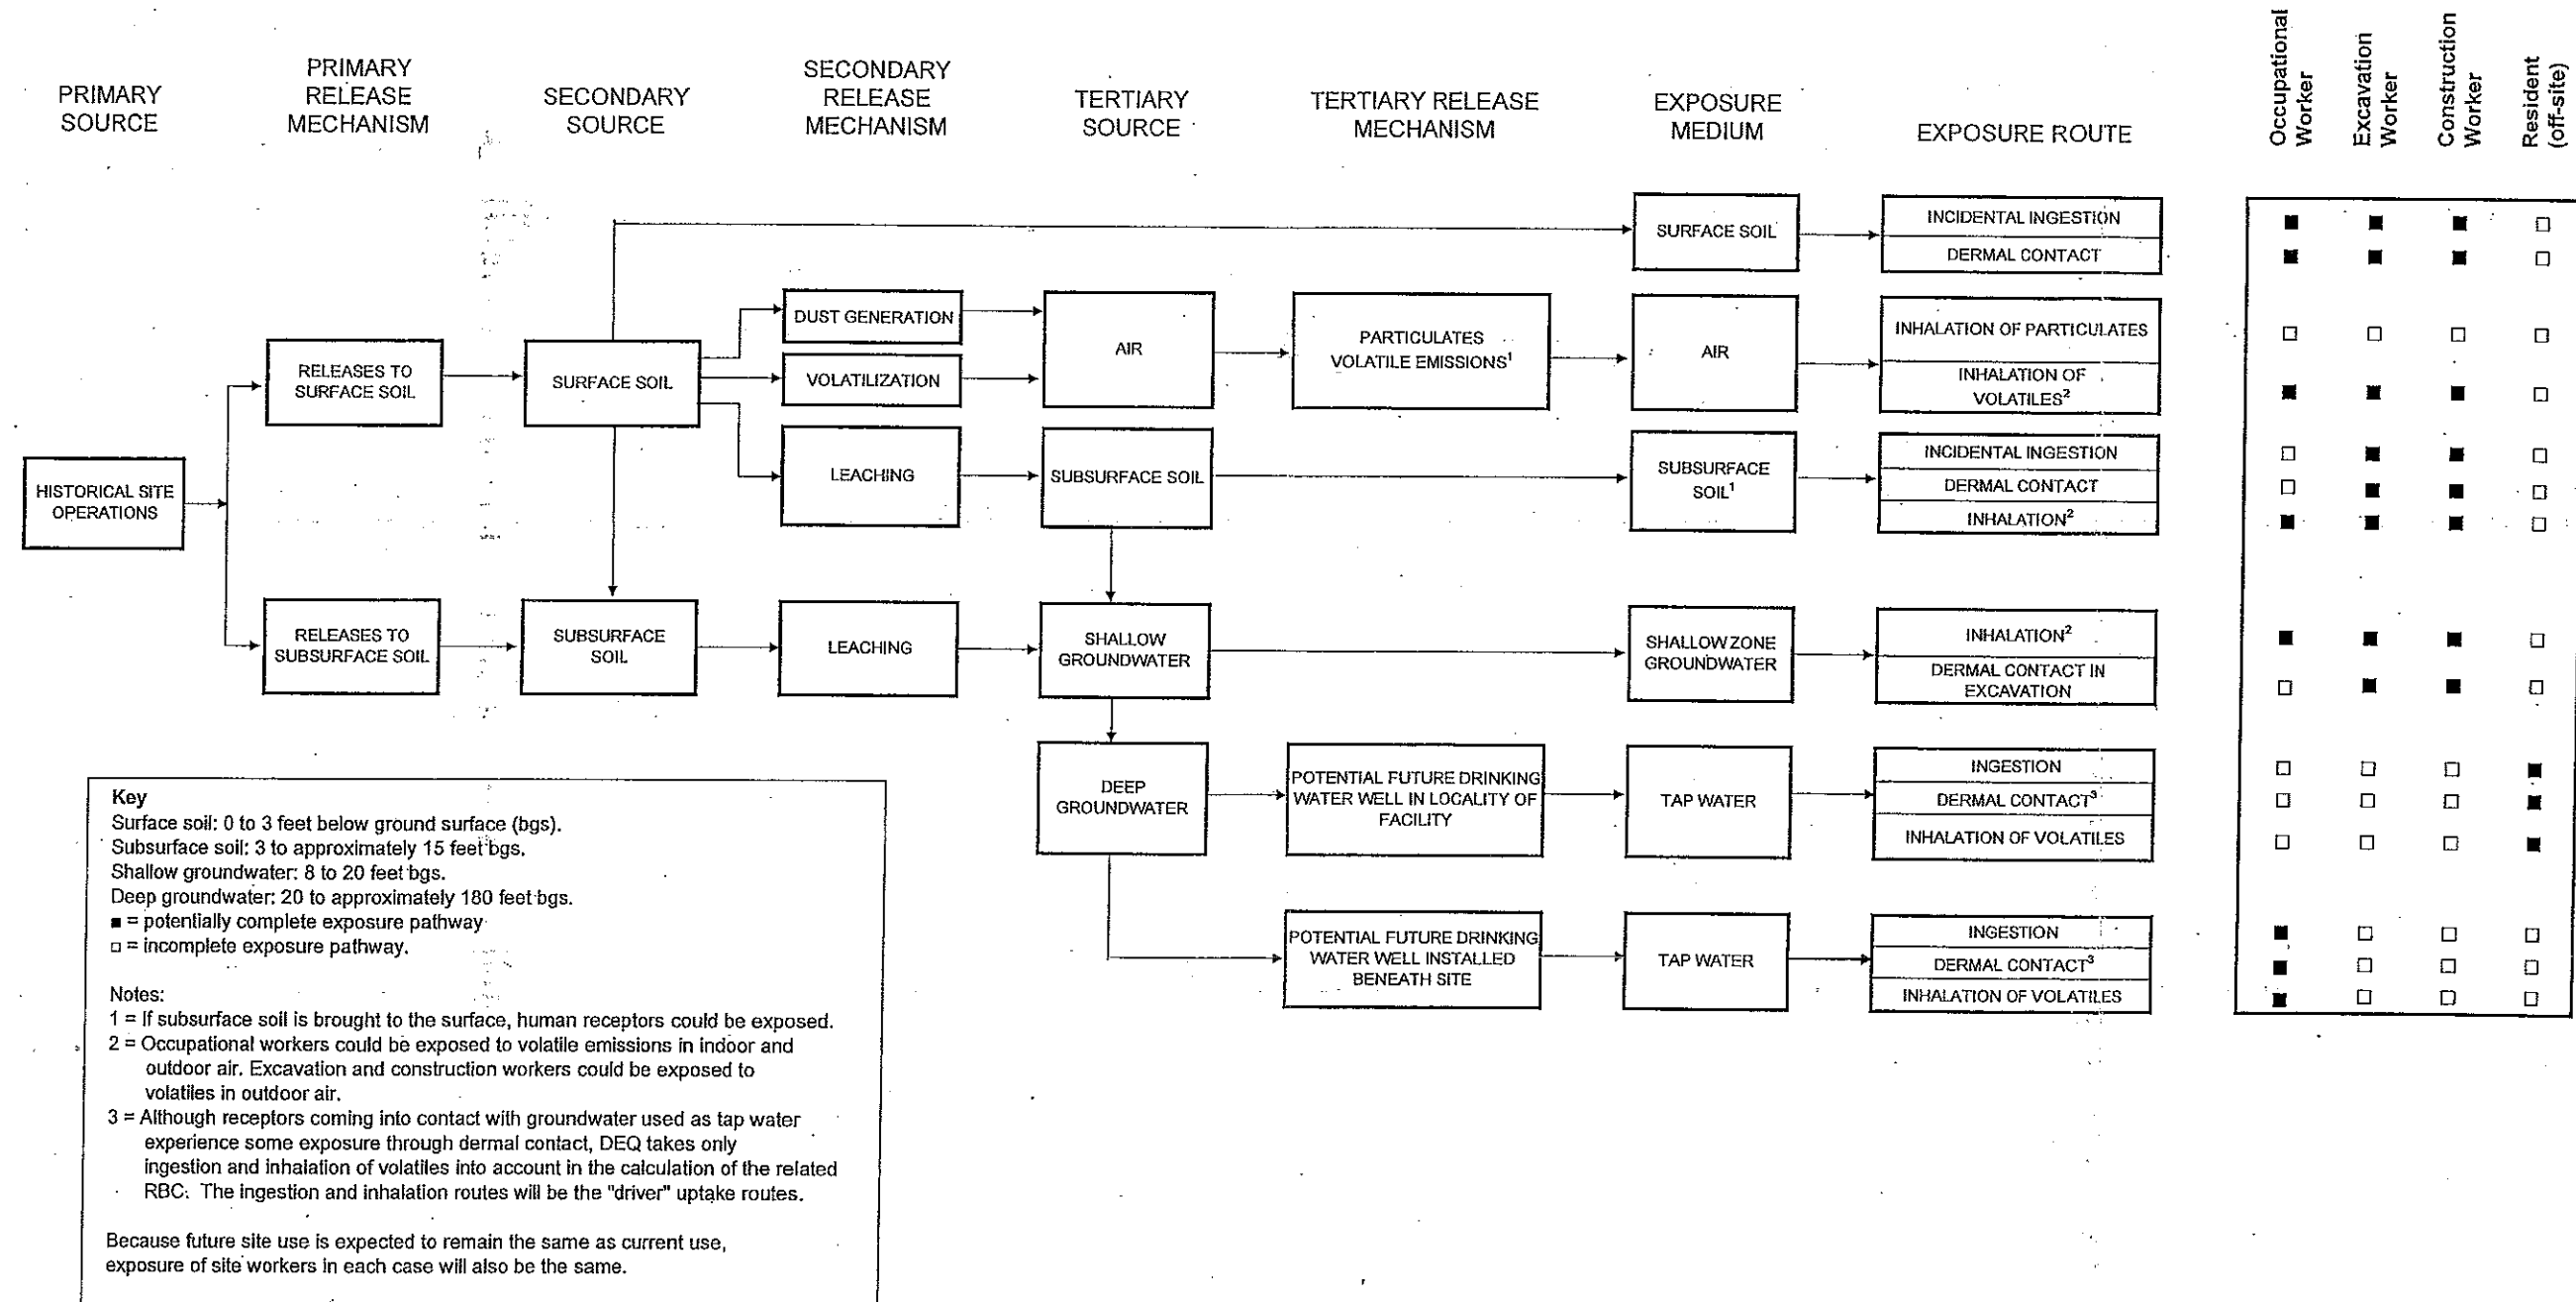 PRIMARY
SOURCE
PRIMARY
RELEASE
MECHANISM
SECONDARY
SOURCE
SECONDARY
RELEASE
MECHANISM
TERTIARY
SOURCE
TERTIARY RELEASE
MECHANISM
EXPOSURE
MEDIUM
EXPOSURE ROUTE
Occupational
Worker
Excavation
Worker
Construction
Worker
Resident
(off-site)
SURFACE SOIL
INCIDENTAL INGESTION
DERMAL CONTACT
■ ■ ■ □
■ ■ ■ □
RELEASES TO
SURFACE SOIL
SURFACE SOIL
DUST GENERATION
VOLATILIZATION
AIR
PARTICULATES
VOLATILE EMISSIONS¹
AIR
INHALATION OF PARTICULATES
INHALATION OF
VOLATILES²
□ □ □ □
■ ■ ■ □
HISTORICAL SITE
OPERATIONS
LEACHING
SUBSURFACE SOIL
SUBSURFACE
SOIL¹
INCIDENTAL INGESTION
DERMAL CONTACT
INHALATION²
□ ■ ■ □
□ ■ ■ □
■ ■ ■ □
RELEASES TO
SUBSURFACE SOIL
SUBSURFACE
SOIL
LEACHING
SHALLOW
GROUNDWATER
SHALLOW ZONE
GROUNDWATER
INHALATION²
DERMAL CONTACT IN
EXCAVATION
■ ■ ■ □
□ ■ ■ □
DEEP
GROUNDWATER
POTENTIAL FUTURE DRINKING
WATER WELL IN LOCALITY OF
FACILITY
TAP WATER
INGESTION
DERMAL CONTACT³
INHALATION OF VOLATILES
□ □ □ ■
□ □ □ ■
□ □ □ ■
POTENTIAL FUTURE DRINKING
WATER WELL INSTALLED
BENEATH SITE
TAP WATER
INGESTION
DERMAL CONTACT³
INHALATION OF VOLATILES
■ □ □ □
■ □ □ □
■ □ □ □
Key
Surface soil: 0 to 3 feet below ground surface (bgs).
Subsurface soil: 3 to approximately 15 feet bgs.
Shallow groundwater: 8 to 20 feet bgs.
Deep groundwater: 20 to approximately 180 feet bgs.
■ = potentially complete exposure pathway
□ = incomplete exposure pathway.
Notes:
1 = If subsurface soil is brought to the surface, human receptors could be exposed.
2 = Occupational workers could be exposed to volatile emissions in indoor and
outdoor air. Excavation and construction workers could be exposed to
volatiles in outdoor air.
3 = Although receptors coming into contact with groundwater used as tap water
experience some exposure through dermal contact, DEQ takes only
ingestion and inhalation of volatiles into account in the calculation of the related
RBC. The ingestion and inhalation routes will be the "driver" uptake routes.
Because future site use is expected to remain the same as current use,
exposure of site workers in each case will also be the same.